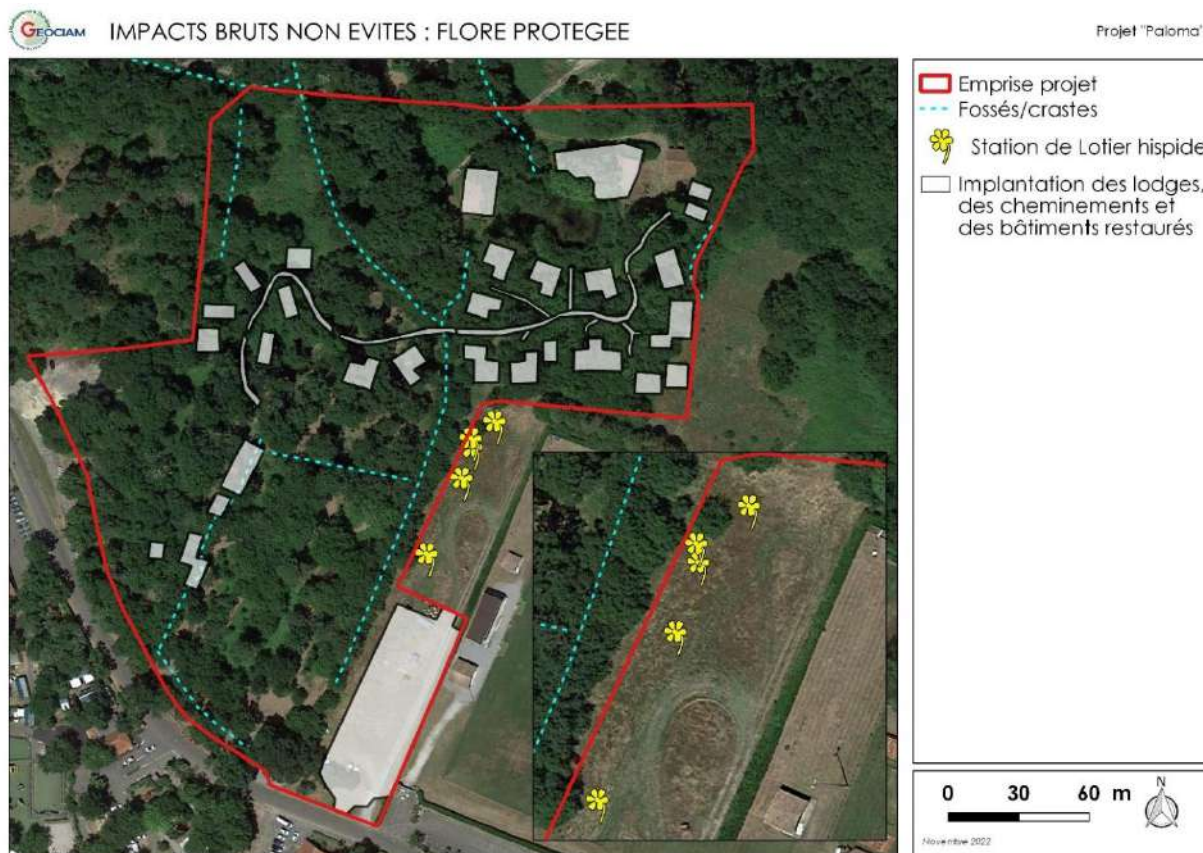 GEOCIAM
IMPACTS BRUTS NON EVITES : FLORE PROTEGEE
Projet "Paloma"
Emprise projet
Fossés/crastes
Station de Lotier hispide
Implantation des lodges,
des cheminements et
des bâtiments restaurés
0 30 60 m
N
Novembre 2022